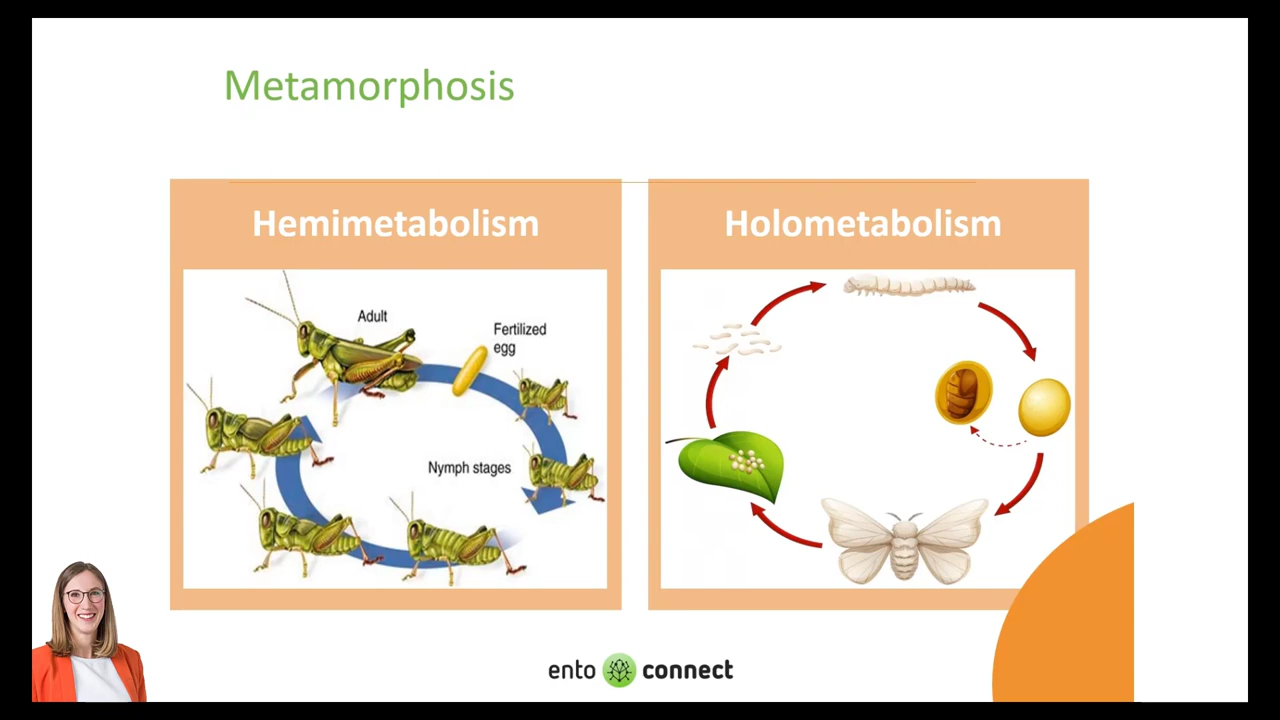 Metamorphosis
Hemimetabolism
Adult
Fertilized
egg
Nymph stages
Holometabolism
ento connect